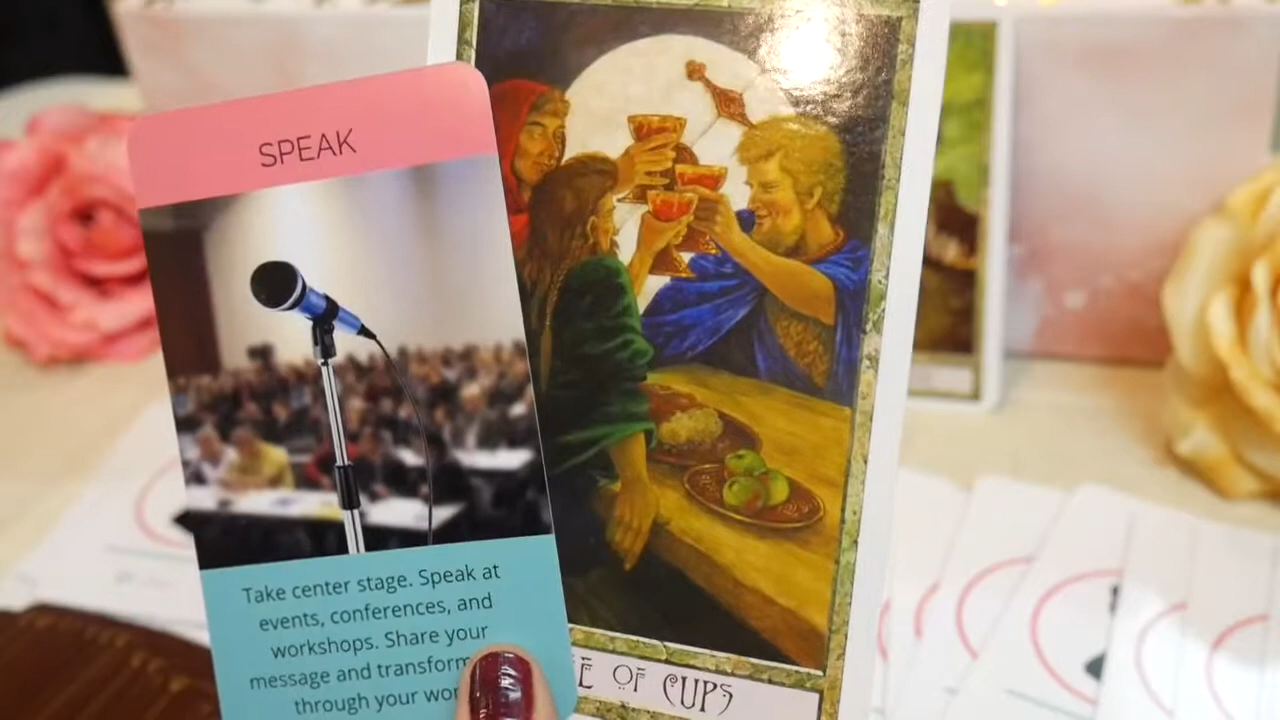 SPEAK
Take center stage. Speak at
events, conferences, and
workshops. Share your
message and transform
through your
OF CUPS